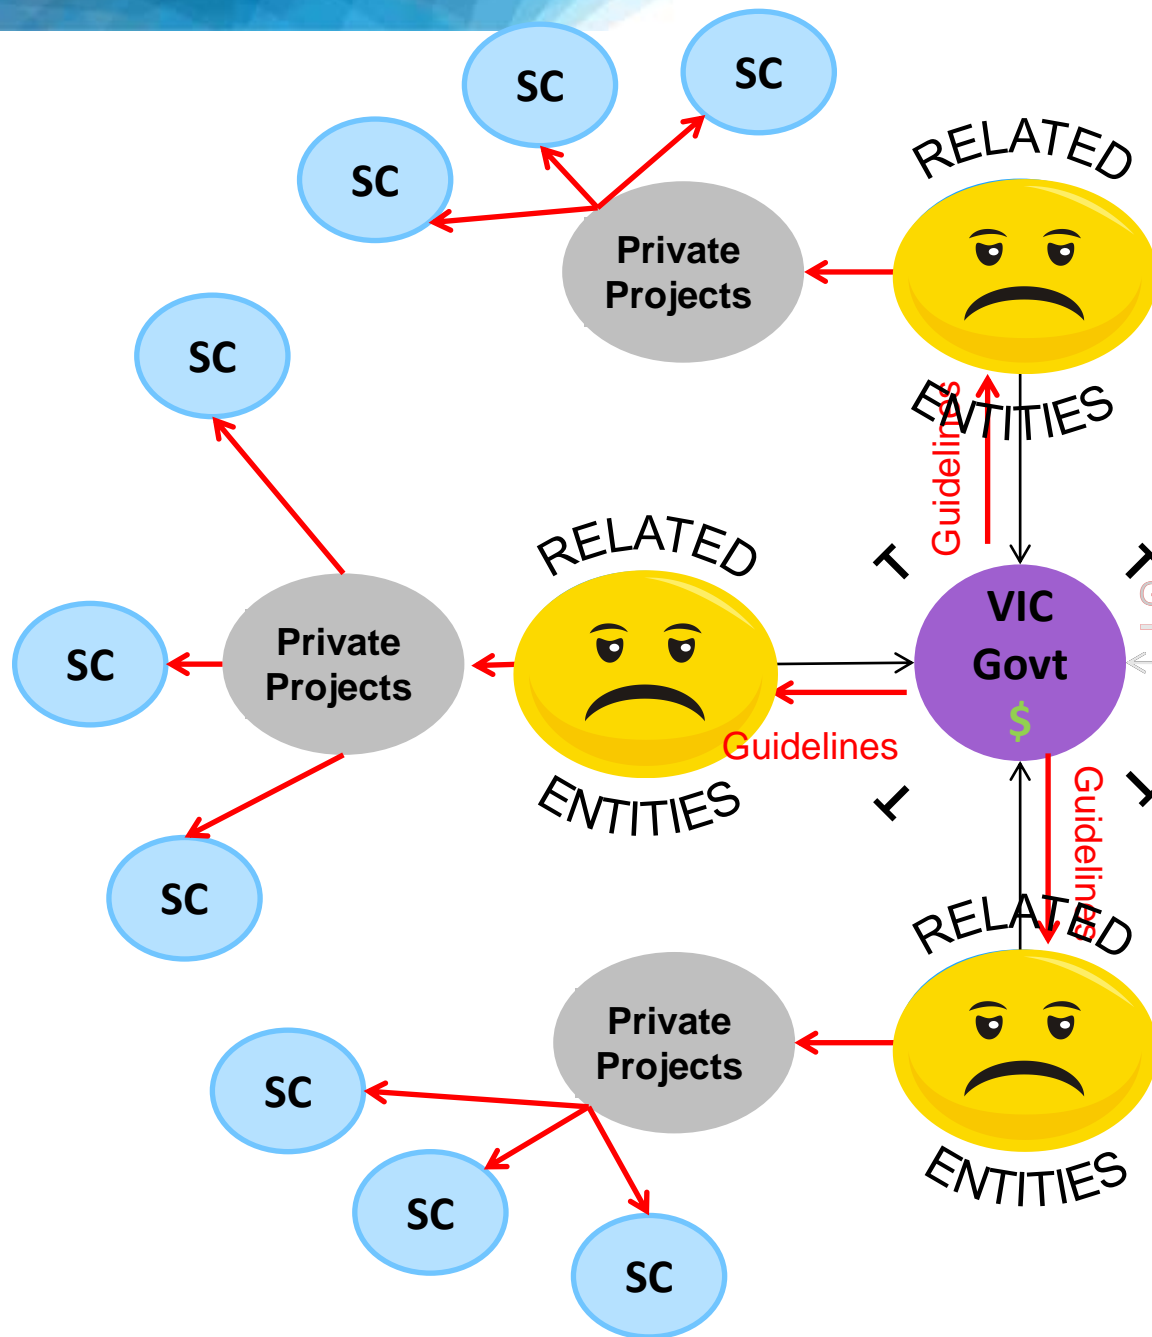 SC
SC
SC
RELATED
Private
Projects
ENTITIES
Guidelines
SC
RELATED
T
T
VIC
Govt
$
G
Private
Projects
SC
Guidelines
ENTITIES
T
T
Guidelines
SC
RELATED
Private
Projects
ENTITIES
SC
SC
SC